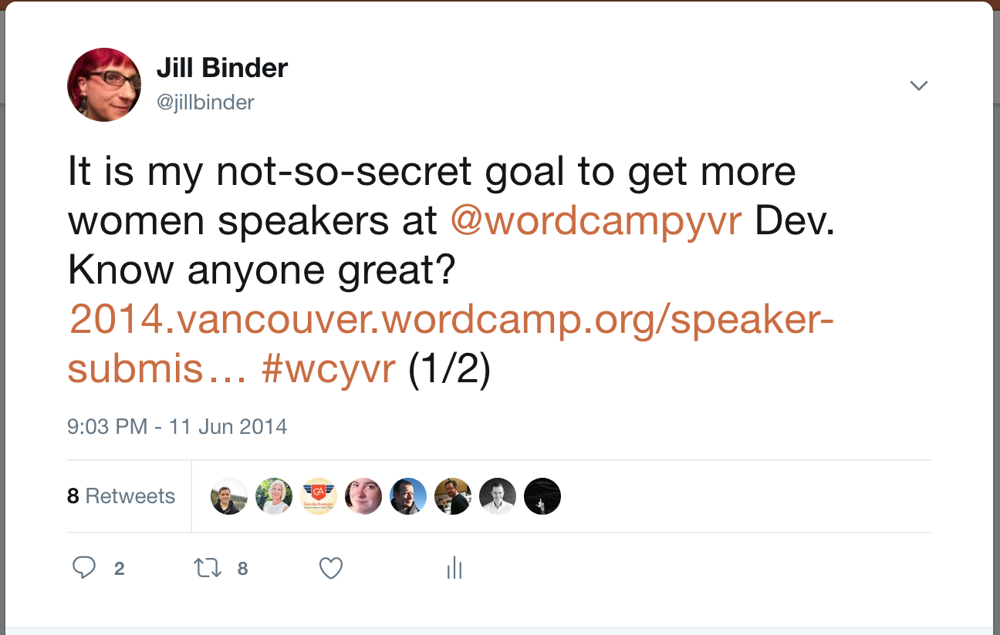 Jill Binder
@jillbinder
It is my not-so-secret goal to get more
women speakers at @wordcampyvr Dev.
Know anyone great?
2014.vancouver.wordcamp.org/speaker-
submis… #wcyvr (1/2)
9:03 PM - 11 Jun 2014
8 Retweets
GA
GenderAvenger
2
8